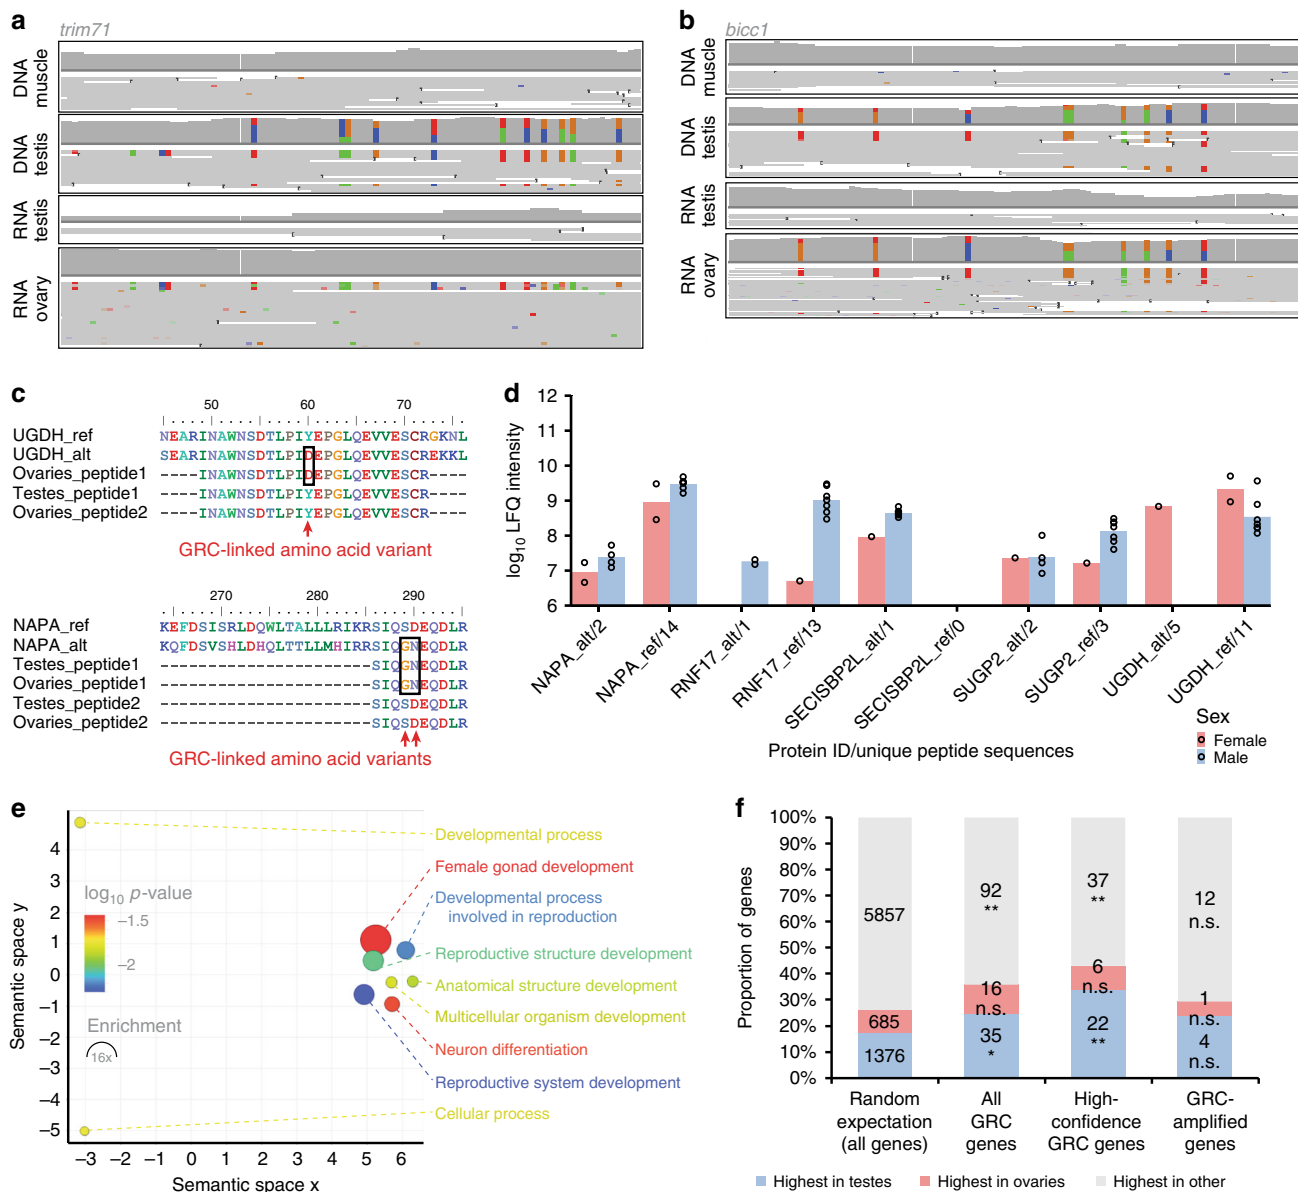 a
trim71
DNA
muscle
DNA
testis
RNA
testis
RNA
ovary
b
bicc1
DNA
muscle
DNA
testis
RNA
testis
RNA
ovary
c
50 60 70
UGDH_ref NEARINAWNSDTLPIYEPGLQEVVESCRGKNL
UGDH_alt SEARINAWNSDTLPIDEPGLQEVVESCREKKL
Ovaries_peptide1 ----INAWNSDTLPIDEPGLQEVVESCR----
Testes_peptide1 ----INAWNSDTLPIYEPGLQEVVESCR----
Ovaries_peptide2 ----INAWNSDTLPIYEPGLQEVVESCR----
GRC-linked amino acid variant
270 280 290
NAPA_ref KEFDSISRLDQWLTALLLRIKRSIQSDEQDLR
NAPA_alt KQFDSVSHLDHQLTTLLMHIRRSIQGNEQDLR
Testes_peptide1 ----------------------SIQGNEQDLR
Ovaries_peptide1 ----------------------SIQGNEQDLR
Testes_peptide2 ----------------------SIQSDEQDLR
Ovaries_peptide2 ----------------------SIQSDEQDLR
GRC-linked amino acid variants
d
log10 LFQ intensity
12
11
10
9
8
7
6
NAPA_alt/2
NAPA_ref/14
RNF17_alt/1
RNF17_ref/13
SECISBP2L_alt/1
SECISBP2L_ref/0
SUGP2_alt/2
SUGP2_ref/3
UGDH_alt/5
UGDH_ref/11
Protein ID/unique peptide sequences
Sex
Female
Male
e
Semantic space y
4
3
2
1
0
−1
−2
−3
−4
−5
log10 p-value
−1.5
−2
Enrichment
16x
Developmental process
Female gonad development
Developmental process
involved in reproduction
Reproductive structure development
Anatomical structure development
Multicellular organism development
Neuron differentiation
Reproductive system development
Cellular process
−3 −2 −1 0 1 2 3 4 5 6
Semantic space x
f
Proportion of genes
100%
90%
80%
70%
60%
50%
40%
30%
20%
10%
0%
5857
685
1376
92
**
16
n.s.
35
*
37
**
6
n.s.
22
**
12
n.s.
1
n.s.
4
n.s.
Random
expectation
(all genes)
All
GRC
genes
High-
confidence
GRC genes
GRC-
amplified
genes
Highest in testes
Highest in ovaries
Highest in other